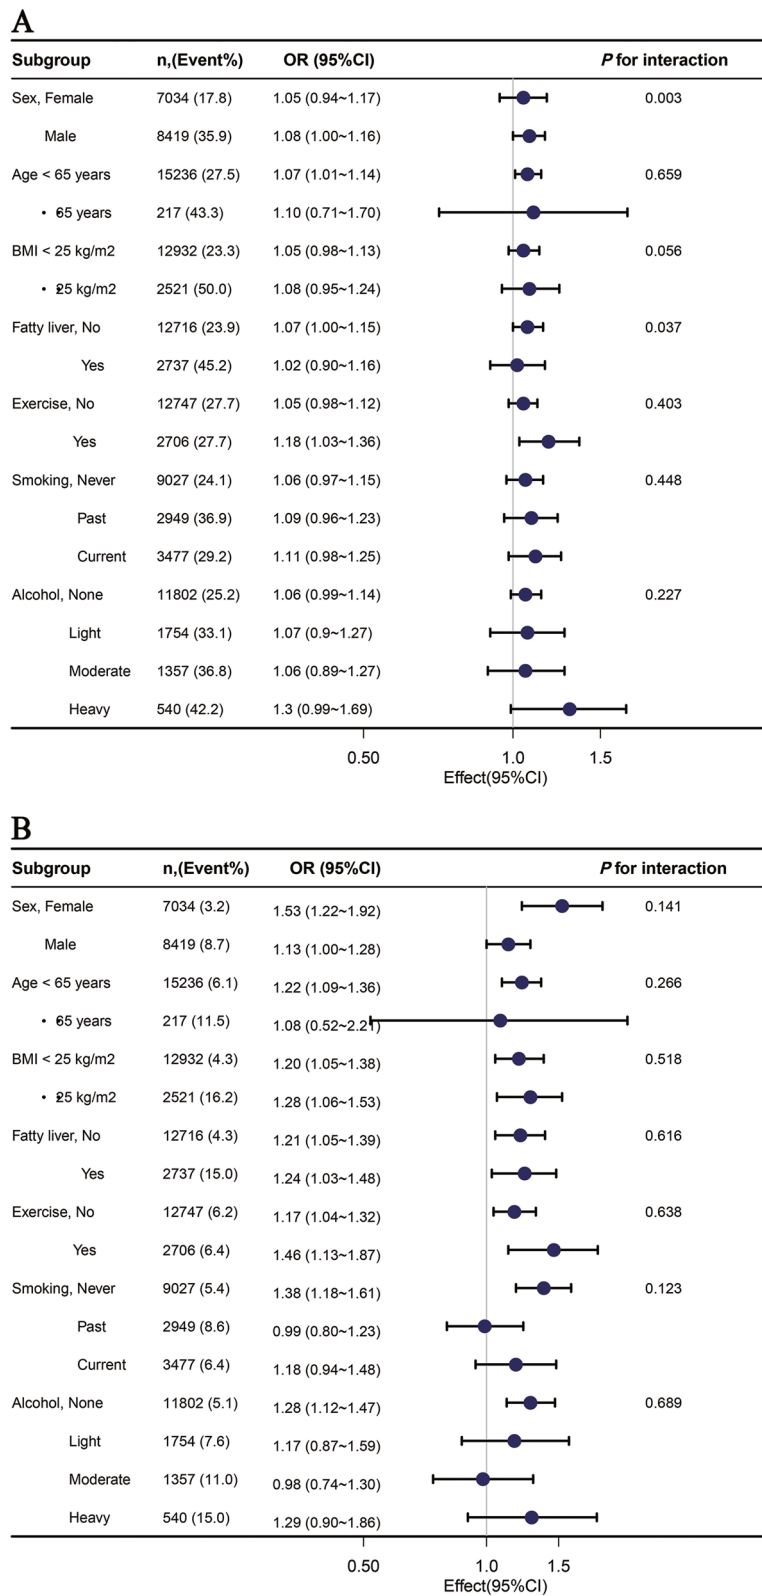 A
Subgroup n,(Event%) OR (95%CI) P for interaction
Sex, Female 7034 (17.8) 1.05 (0.94~1.17) 0.003
Male 8419 (35.9) 1.08 (1.00~1.16)
Age < 65 years 15236 (27.5) 1.07 (1.01~1.14) 0.659
• 65 years 217 (43.3) 1.10 (0.71~1.70)
BMI < 25 kg/m2 12932 (23.3) 1.05 (0.98~1.13) 0.056
• 25 kg/m2 2521 (50.0) 1.08 (0.95~1.24)
Fatty liver, No 12716 (23.9) 1.07 (1.00~1.15) 0.037
Yes 2737 (45.2) 1.02 (0.90~1.16)
Exercise, No 12747 (27.7) 1.05 (0.98~1.12) 0.403
Yes 2706 (27.7) 1.18 (1.03~1.36)
Smoking, Never 9027 (24.1) 1.06 (0.97~1.15) 0.448
Past 2949 (36.9) 1.09 (0.96~1.23)
Current 3477 (29.2) 1.11 (0.98~1.25)
Alcohol, None 11802 (25.2) 1.06 (0.99~1.14) 0.227
Light 1754 (33.1) 1.07 (0.9~1.27)
Moderate 1357 (36.8) 1.06 (0.89~1.27)
Heavy 540 (42.2) 1.3 (0.99~1.69)
0.50 1.0 1.5
Effect(95%CI)
B
Subgroup n,(Event%) OR (95%CI) P for interaction
Sex, Female 7034 (3.2) 1.53 (1.22~1.92) 0.141
Male 8419 (8.7) 1.13 (1.00~1.28)
Age < 65 years 15236 (6.1) 1.22 (1.09~1.36) 0.266
• 65 years 217 (11.5) 1.08 (0.52~2.21)
BMI < 25 kg/m2 12932 (4.3) 1.20 (1.05~1.38) 0.518
• 25 kg/m2 2521 (16.2) 1.28 (1.06~1.53)
Fatty liver, No 12716 (4.3) 1.21 (1.05~1.39) 0.616
Yes 2737 (15.0) 1.24 (1.03~1.48)
Exercise, No 12747 (6.2) 1.17 (1.04~1.32) 0.638
Yes 2706 (6.4) 1.46 (1.13~1.87)
Smoking, Never 9027 (5.4) 1.38 (1.18~1.61) 0.123
Past 2949 (8.6) 0.99 (0.80~1.23)
Current 3477 (6.4) 1.18 (0.94~1.48)
Alcohol, None 11802 (5.1) 1.28 (1.12~1.47) 0.689
Light 1754 (7.6) 1.17 (0.87~1.59)
Moderate 1357 (11.0) 0.98 (0.74~1.30)
Heavy 540 (15.0) 1.29 (0.90~1.86)
0.50 1.0 1.5
Effect(95%CI)